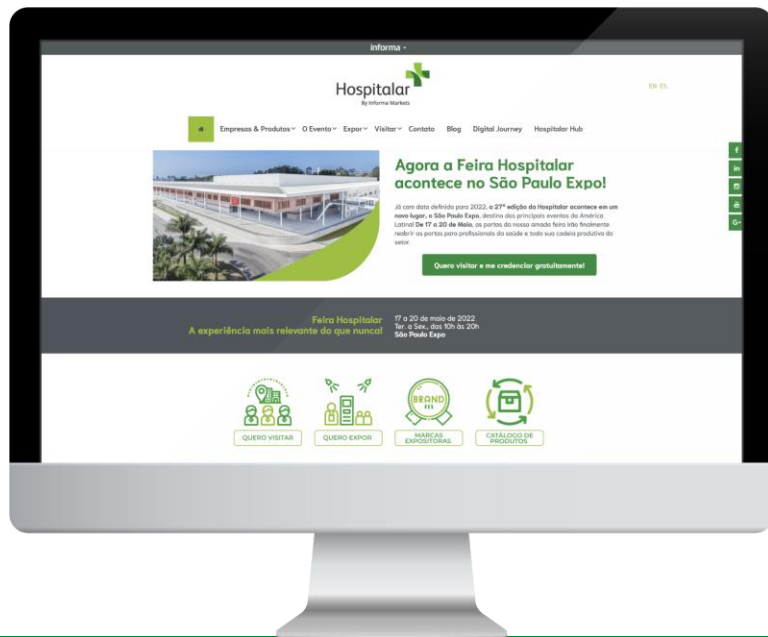 informa
Hospitalar
By Informa Markets
EN ES
Empresas & Produtos O Evento Expor Visitar Contato Blog Digital Journey Hospitalar Hub
Agora a Feira Hospitalar
acontece no São Paulo Expo!
Já com data definida para 2022, a 27ª edição da Hospitalar acontece em um
novo lugar, o São Paulo Expo, destino dos principais eventos da América
Latina! De 17 a 20 de Maio, as portas da nossa amada feira irão finalmente
reabrir as portas para profissionais da saúde e toda sua cadeia produtiva do
setor.
Quero visitar e me credenciar gratuitamente!
Feira Hospitalar
A experiência mais relevante do que nunca!
17 a 20 de maio de 2022
Ter. a Sex., das 10h às 20h
São Paulo Expo
BRAND
QUERO VISITAR
QUERO EXPOR
MARCAS
EXPOSITORAS
CATÁLOGO DE
PRODUTOS
f
in
G+